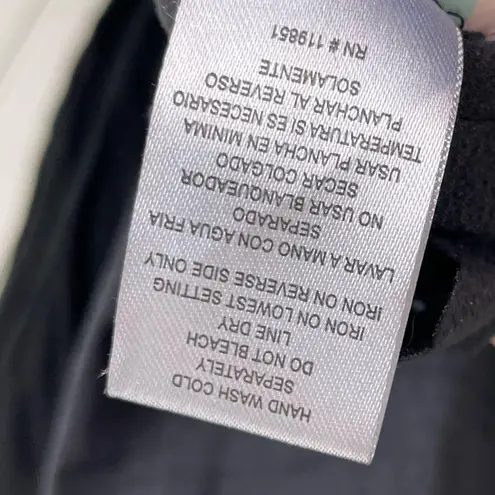 HAND WASH COLD
SEPARATELY
DO NOT BLEACH
LINE DRY
IRON ON LOWEST SETTING
IRON ON REVERSE SIDE ONLY
LAVAR A MANO CON AGUA FRIA
SEPARADO
NO USAR BLANQUEADOR
SECAR COLGADO
USAR PLANCHA EN MINIMA
TEMPERATURA SI ES NECESARIO
PLANCHAR AL REVERSO
SOLAMENTE
RN # 119851